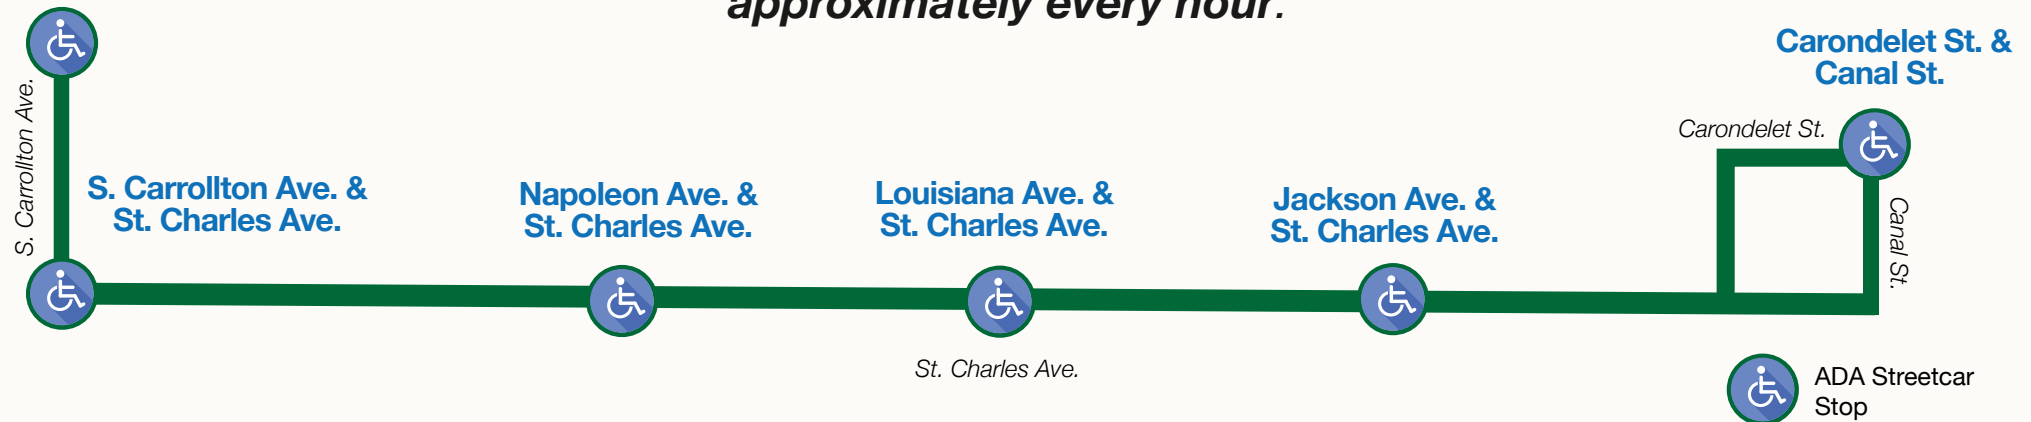 approximately every hour.
Carondelet St. &
Canal St.
Carondelet St.
S. Carrollton Ave.
S. Carrollton Ave. &
St. Charles Ave.
Napoleon Ave. &
St. Charles Ave.
Louisiana Ave. &
St. Charles Ave.
Jackson Ave. &
St. Charles Ave.
Canal St.
St. Charles Ave.
ADA Streetcar
Stop